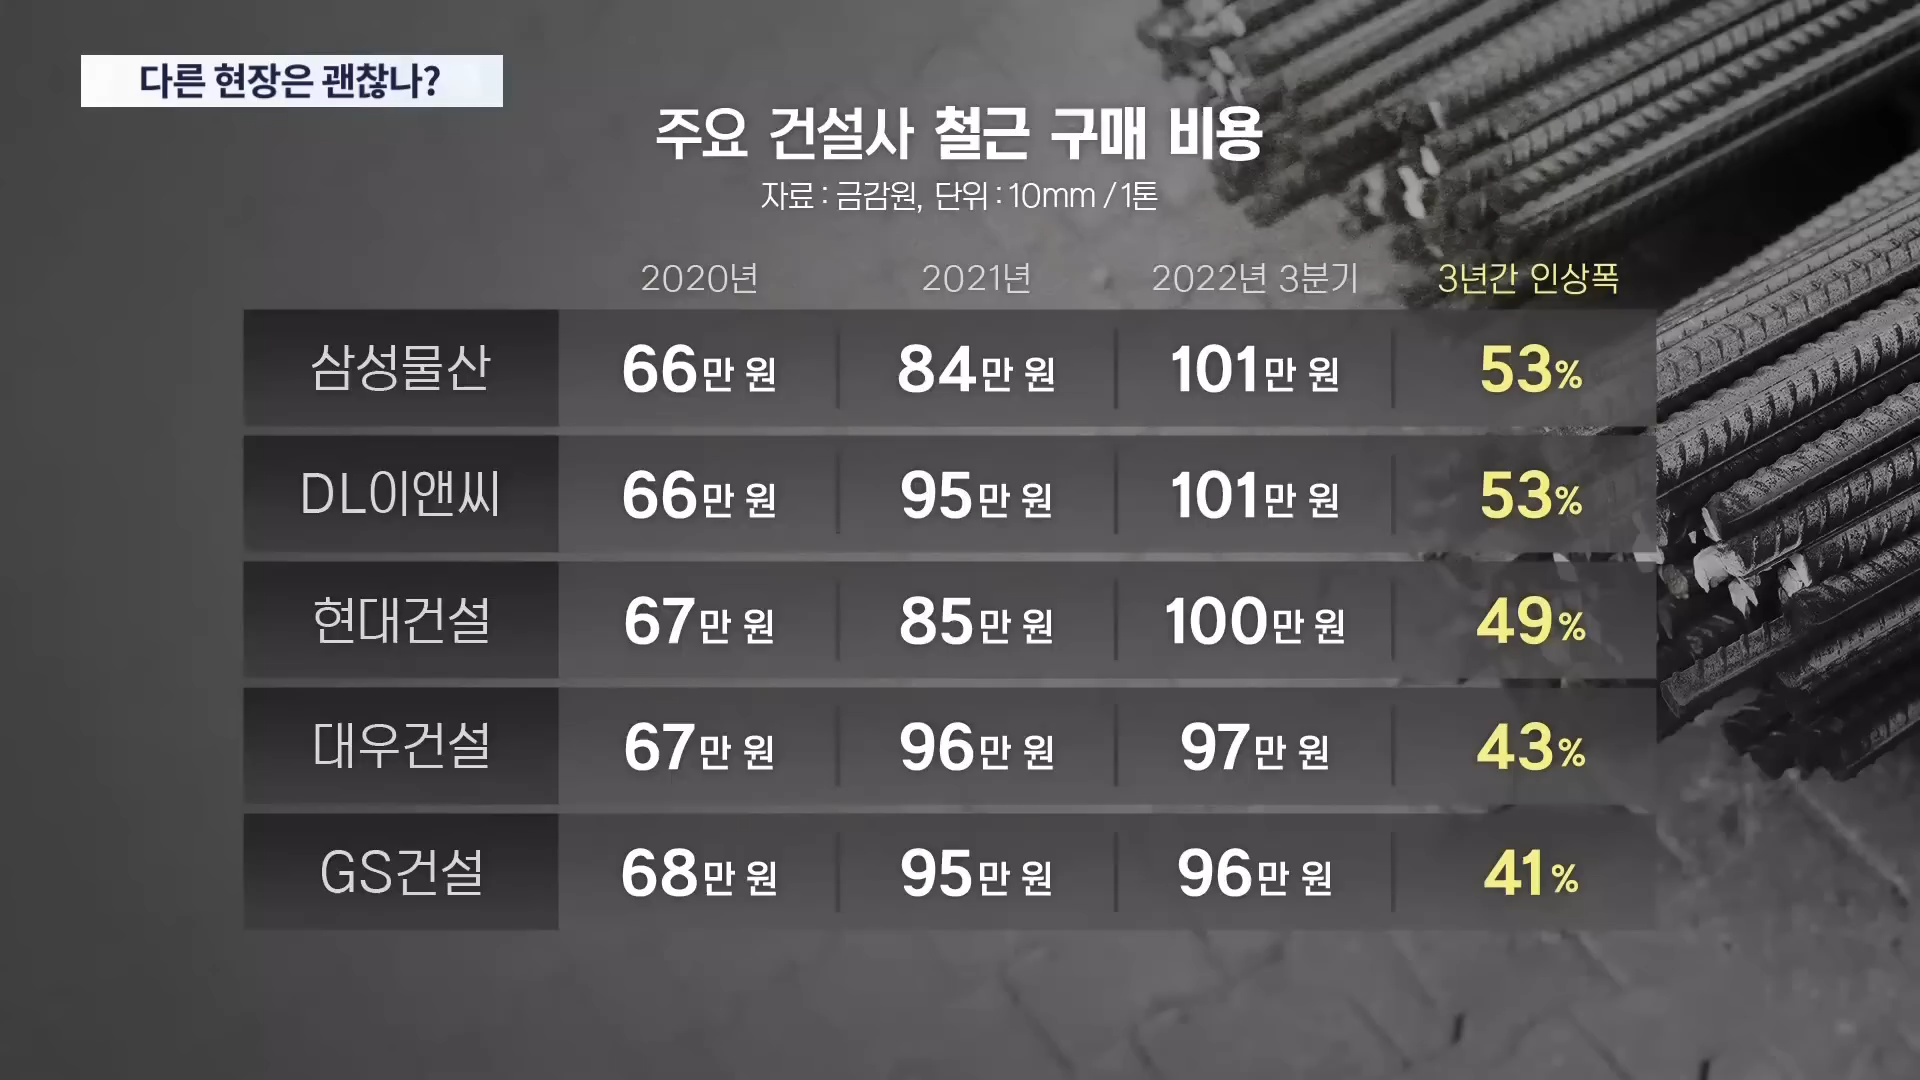 다른 현장은 괜찮나?
주요 건설사 철근 구매 비용
자료 : 금감원, 단위 : 10mm / 1톤
2020년 2021년 2022년 3분기 3년간 인상폭
삼성물산 66만 원 84만 원 101만 원 53%
DL이앤씨 66만 원 95만 원 101만 원 53%
현대건설 67만 원 85만 원 100만 원 49%
대우건설 67만 원 96만 원 97만 원 43%
GS건설 68만 원 95만 원 96만 원 41%